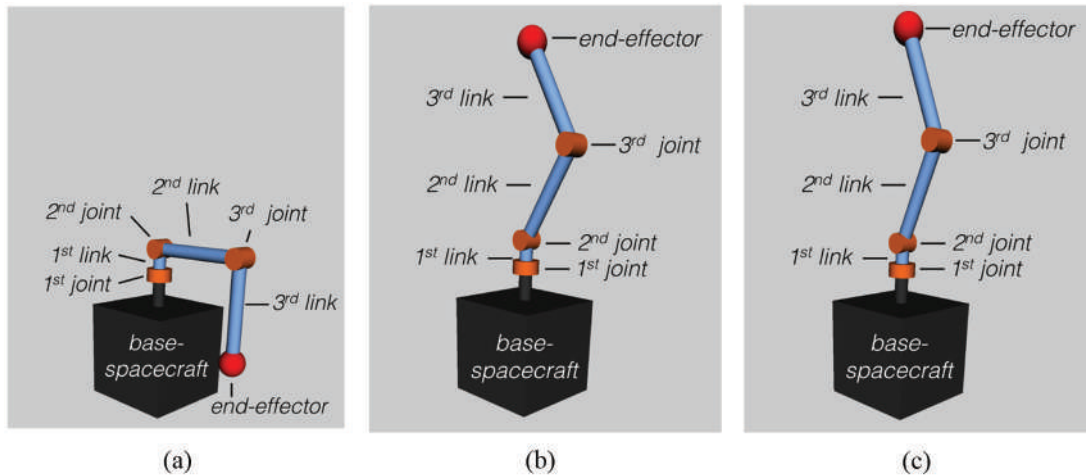 2nd link
2nd joint
3rd joint
1st link
1st joint
3rd link
base-
spacecraft
end-effector
(a)
end-effector
3rd link
3rd joint
2nd link
2nd joint
1st link
1st joint
base-
spacecraft
(b)
end-effector
3rd link
3rd joint
2nd link
2nd joint
1st link
1st joint
base-
spacecraft
(c)